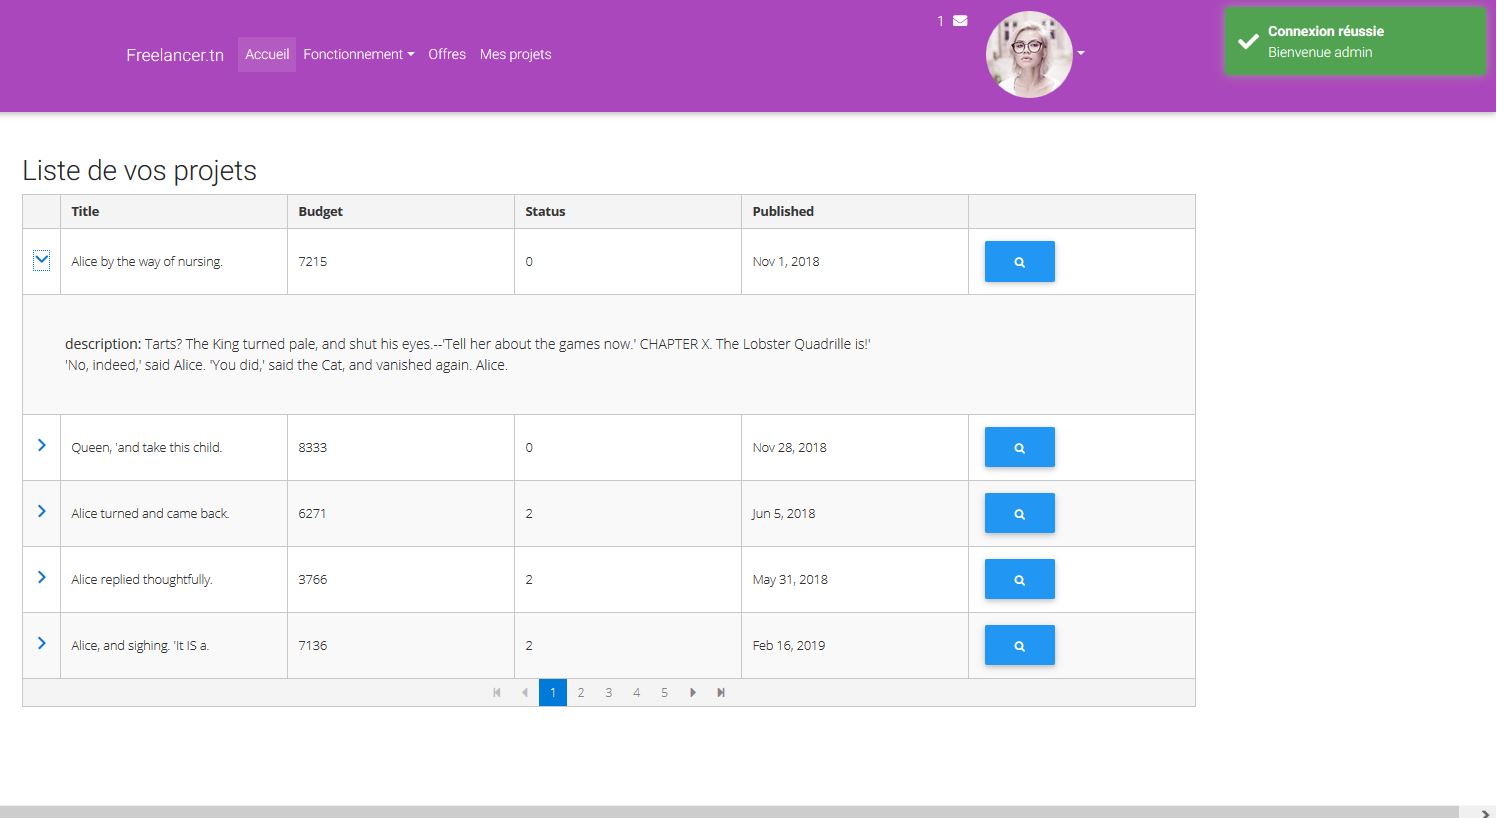 1
Connexion réussie
Bienvenue admin
Freelancer.tn Accueil Fonctionnement Offres Mes projets
Liste de vos projets
Title Budget Status Published
Alice by the way of nursing. 7215 0 Nov 1, 2018
description: Tarts? The King turned pale, and shut his eyes.--'Tell her about the games now.' CHAPTER X. The Lobster Quadrille is!'
'No, indeed,' said Alice. 'You did,' said the Cat, and vanished again. Alice.
Queen, 'and take this child. 8333 0 Nov 28, 2018
Alice turned and came back. 6271 2 Jun 5, 2018
Alice replied thoughtfully. 3766 2 May 31, 2018
Alice, and sighing. 'It IS a. 7136 2 Feb 16, 2019
1 2 3 4 5